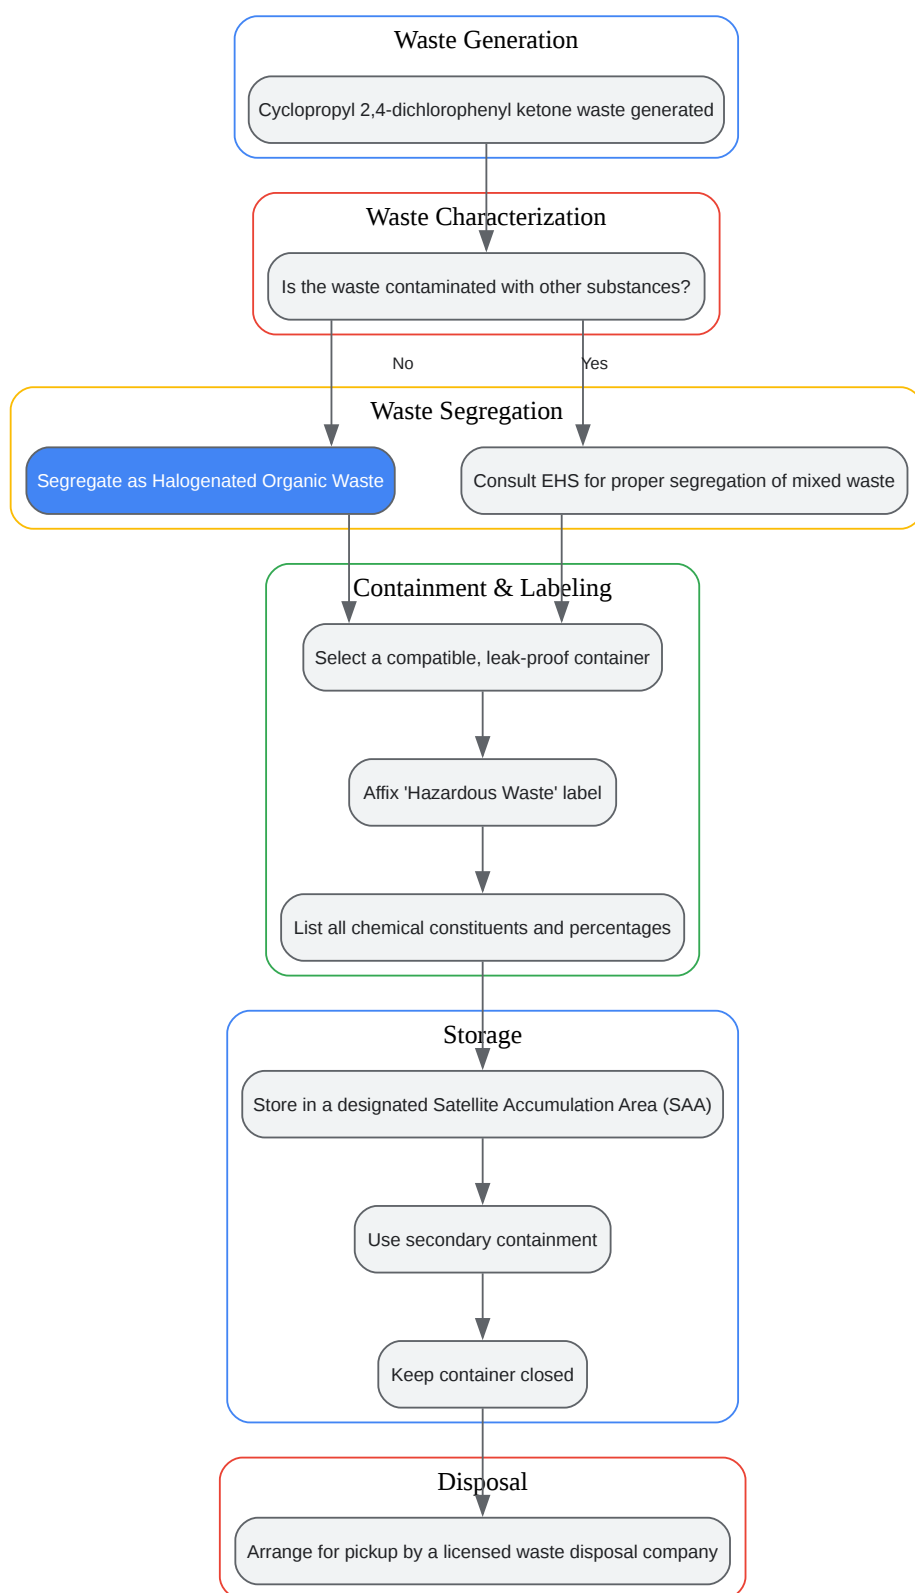 Waste Generation
Cyclopropyl 2,4-dichlorophenyl ketone waste generated
Waste Characterization
Is the waste contaminated with other substances?
No
Yes
Waste Segregation
Segregate as Halogenated Organic Waste
Consult EHS for proper segregation of mixed waste
Containment & Labeling
Select a compatible, leak-proof container
Affix 'Hazardous Waste' label
List all chemical constituents and percentages
Storage
Store in a designated Satellite Accumulation Area (SAA)
Use secondary containment
Keep container closed
Disposal
Arrange for pickup by a licensed waste disposal company